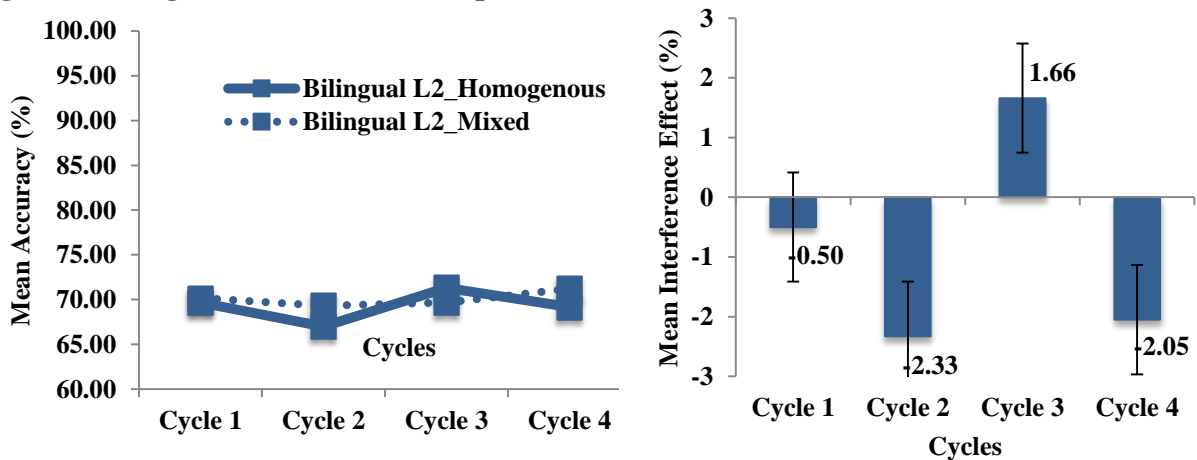 Mean Accuracy (%)
100.00
95.00
90.00
85.00
80.00
75.00
70.00
65.00
60.00
Bilingual L2_Homogenous
Bilingual L2_Mixed
Cycles
Cycle 1 Cycle 2 Cycle 3 Cycle 4
Mean Interference Effect (%)
3
2
1
0
-1
-2
-3
-0.50
-2.33
1.66
-2.05
Cycle 1 Cycle 2 Cycle 3 Cycle 4
Cycles